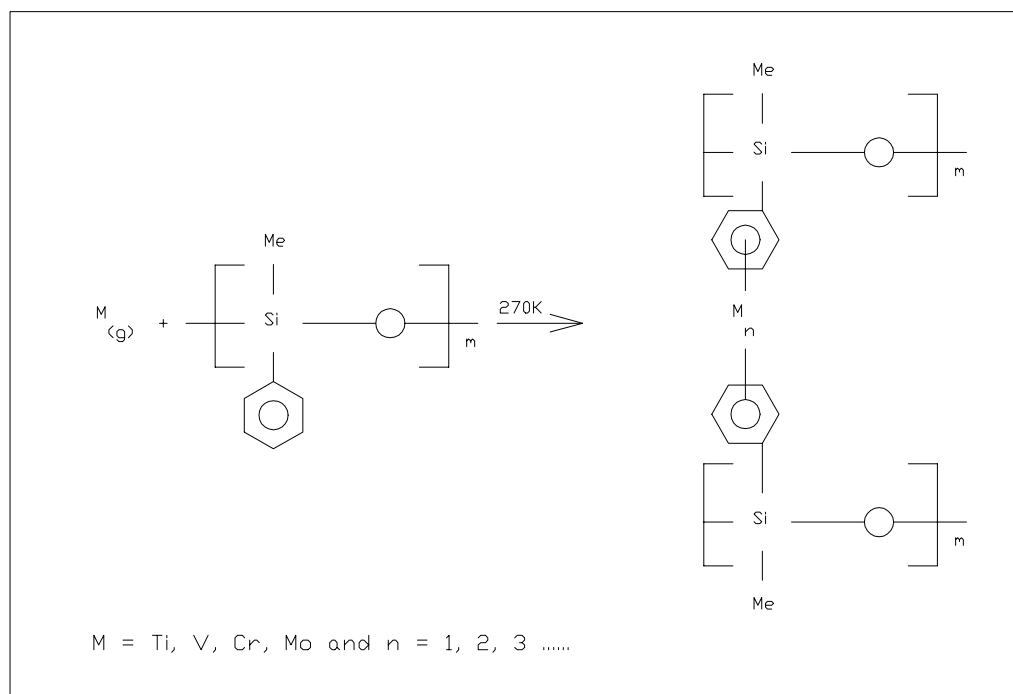 Me
Si
m
Me
M
(g)
+
Si
m
270K
M
n
Si
m
Me
M = Ti, V, Cr, Mo and n = 1, 2, 3 ......